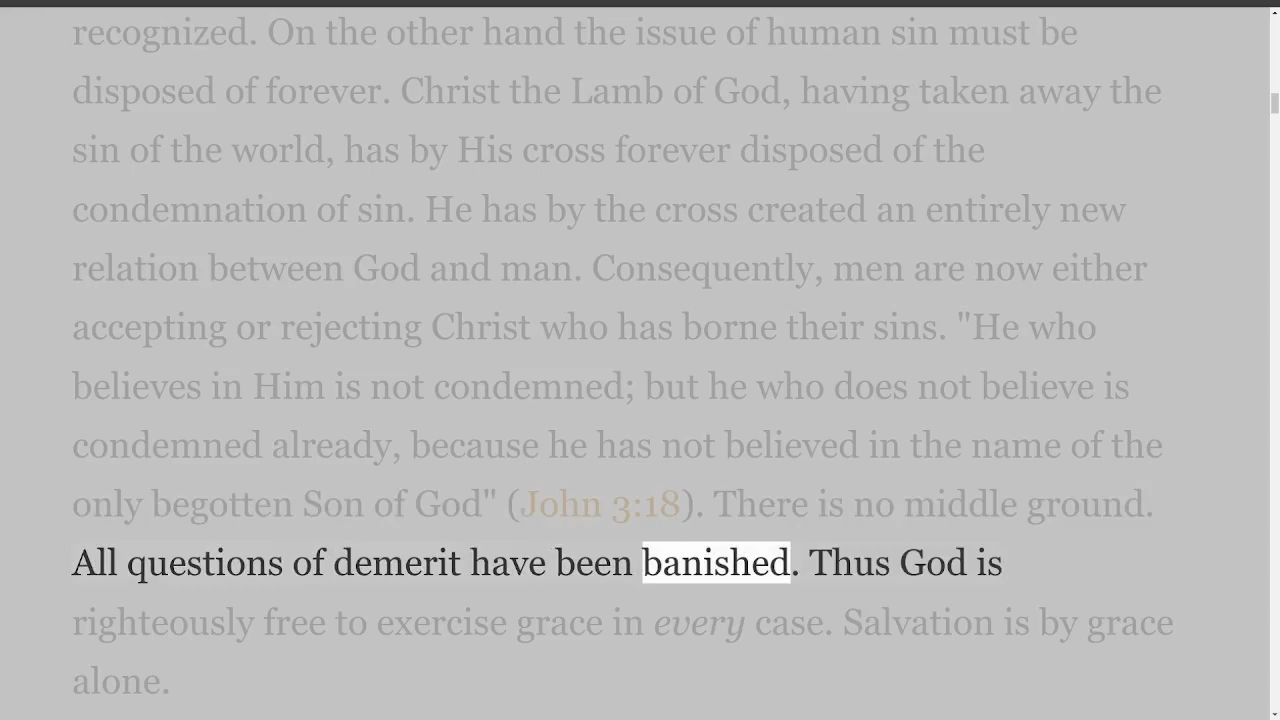 recognized. On the other hand the issue of human sin must be
disposed of forever. Christ the Lamb of God, having taken away the
sin of the world, has by His cross forever disposed of the
condemnation of sin. He has by the cross created an entirely new
relation between God and man. Consequently, men are now either
accepting or rejecting Christ who has borne their sins. "He who
believes in Him is not condemned; but he who does not believe is
condemned already, because he has not believed in the name of the
only begotten Son of God" (John 3:18). There is no middle ground.
All questions of demerit have been banished. Thus God is
righteously free to exercise grace in every case. Salvation is by grace
alone.